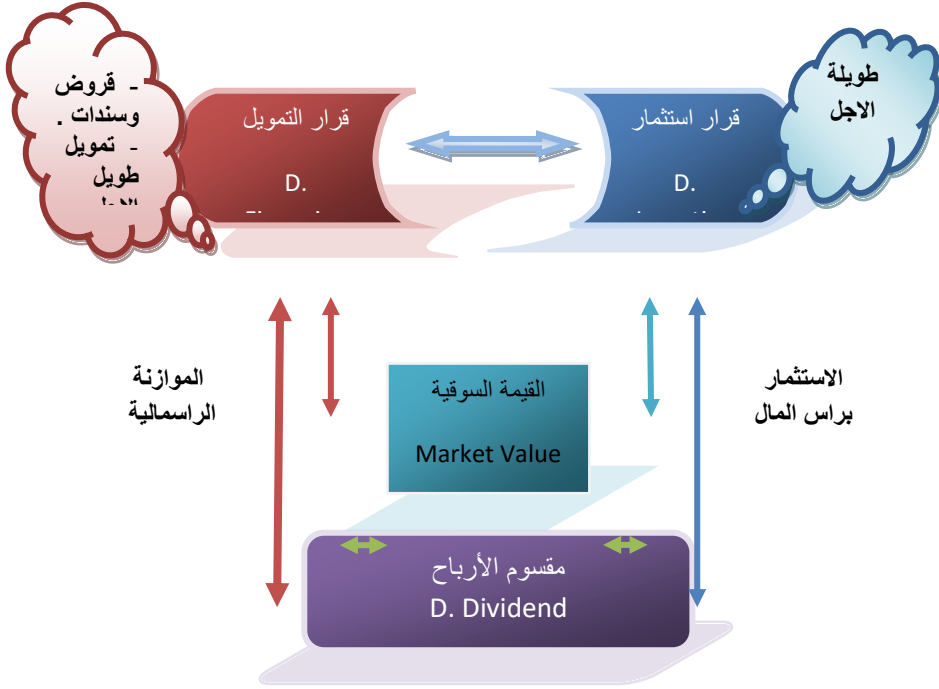 - قروض
وسندات .
- تمويل
طويل
قرار التمويل
D.
قرار استثمار
D.
طويلة
الاجل
الموازنة
الراسمالية
القيمة السوقية
Market Value
الاستثمار
براس المال
مقسوم الأرباح
D. Dividend